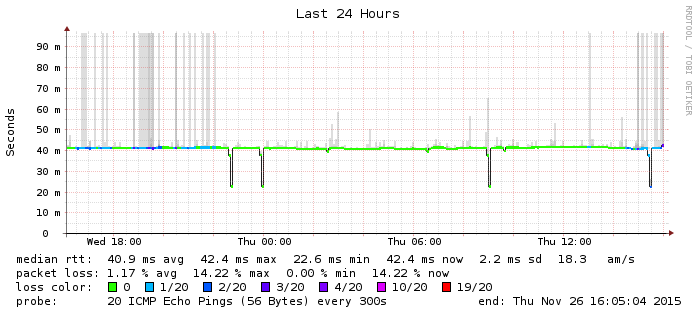 Last 24 Hours
RRDTOOL / TOBI OETIKER
Seconds
90 m
80 m
70 m
60 m
50 m
40 m
30 m
20 m
10 m
0
Wed 18:00 Thu 00:00 Thu 06:00 Thu 12:00
median rtt: 40.9 ms avg 42.4 ms max 22.6 ms min 42.4 ms now 2.2 ms sd 18.3 am/s
packet loss: 1.17 % avg 14.22 % max 0.00 % min 14.22 % now
loss color: 0 1/20 2/20 3/20 4/20 10/20 19/20
probe: 20 ICMP Echo Pings (56 Bytes) every 300s end: Thu Nov 26 16:05:04 2015